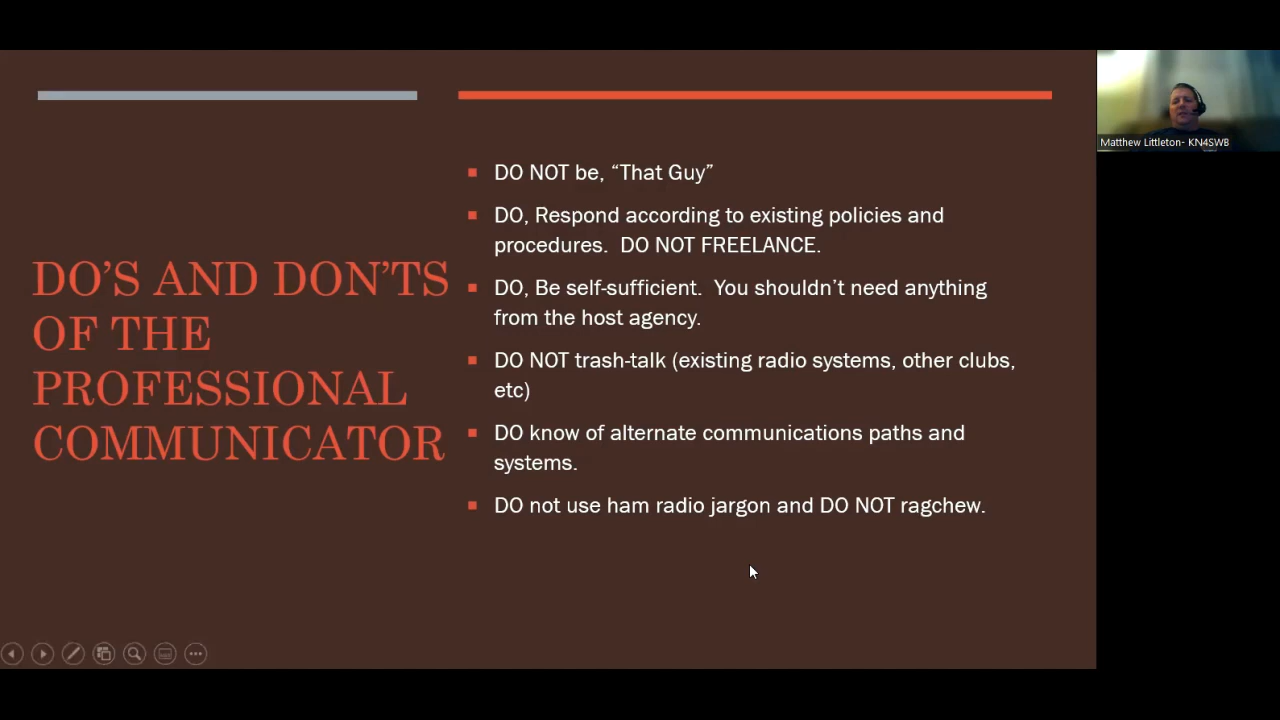 DO'S AND DON'TS
OF THE
PROFESSIONAL
COMMUNICATOR
DO NOT be, “That Guy”
DO, Respond according to existing policies and
procedures.  DO NOT FREELANCE.
DO, Be self-sufficient.  You shouldn’t need anything
from the host agency.
DO NOT trash-talk (existing radio systems, other clubs,
etc)
DO know of alternate communications paths and
systems.
DO not use ham radio jargon and DO NOT ragchew.
Matthew Littleton- KN4SWB